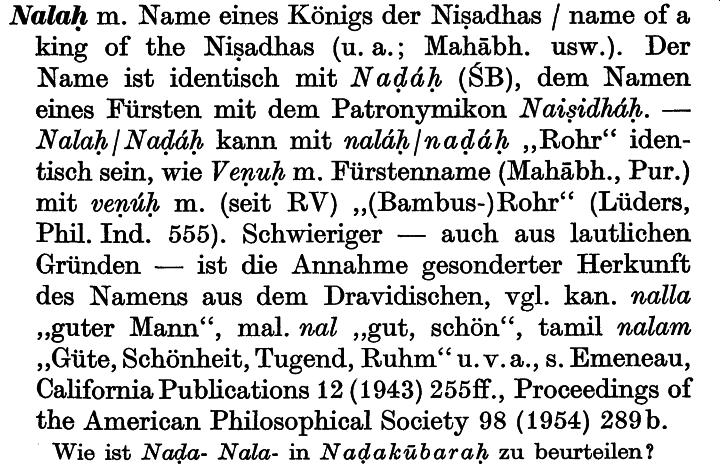 Nalaḥ m. Name eines Königs der Niṣadhas / name of a
king of the Niṣadhas (u. a.; Mahābh. usw.). Der
Name ist identisch mit Naḍáḥ (ŚB), dem Namen
eines Fürsten mit dem Patronymikon Naiṣidháḥ. —
Nalaḥ/Naḍáḥ kann mit naláḥ/naḍáḥ „Rohr“ iden-
tisch sein, wie Veṇuḥ m. Fürstenname (Mahābh., Pur.)
mit veṇúḥ m. (seit RV) „(Bambus-)Rohr“ (Lüders,
Phil. Ind. 555). Schwieriger — auch aus lautlichen
Gründen — ist die Annahme gesonderter Herkunft
des Namens aus dem Dravidischen, vgl. kan. nalla
„guter Mann“, mal. nal „gut, schön“, tamil nalam
„Güte, Schönheit, Tugend, Ruhm“ u. v. a., s. Emeneau,
California Publications 12 (1943) 255ff., Proceedings of
the American Philosophical Society 98 (1954) 289b.
Wie ist Naḍa- Nala- in Naḍakūbaraḥ zu beurteilen?